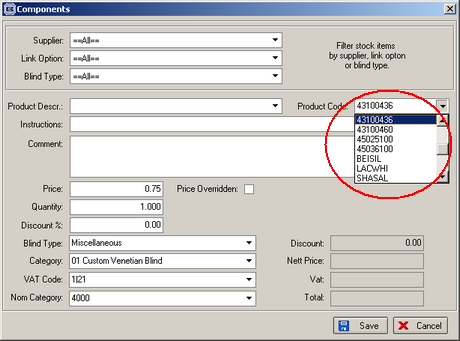 Components
Supplier: ==All==
Link Option: ==All==
Blind Type: ==All==
Filter stock items
by supplier, link opton
or blind type.
Product Descr.: Product Code: 43100436
43100436
43100460
45025100
45036100
BEISIL
LACWHI
SHASAL
Instructions:
Comment:
Price: 0.75 Price Overridden:
Quantity: 1.000
Discount %: 0.00
Blind Type: Miscellaneous Discount: 0.00
Category: 01 Custom Venetian Blind Nett Price:
VAT Code: 1|21 Vat:
Nom Category: 4000 Total:
Save Cancel